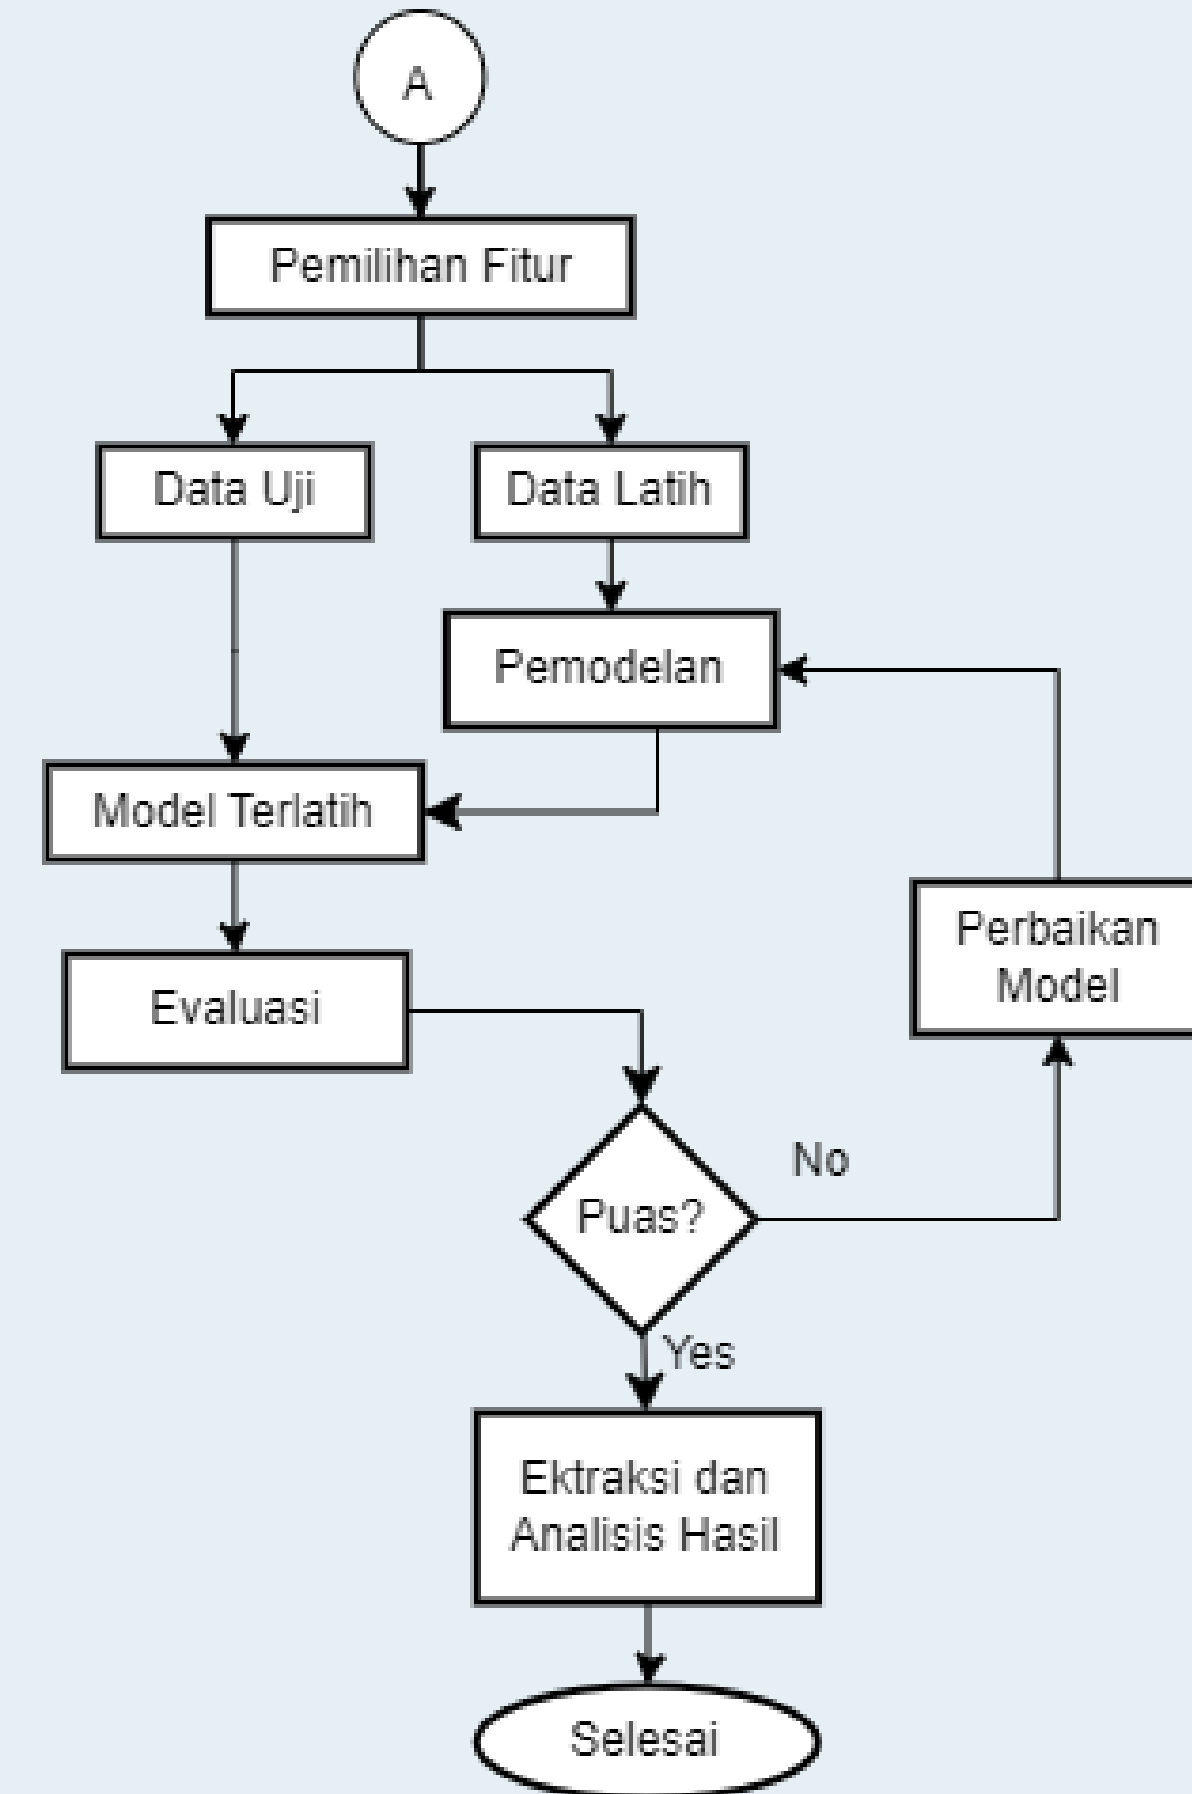 A
Pemilihan Fitur
Data Uji
Data Latih
Pemodelan
Model Terlatih
Perbaikan
Model
Evaluasi
No
Puas?
Yes
Ektraksi dan
Analisis Hasil
Selesai